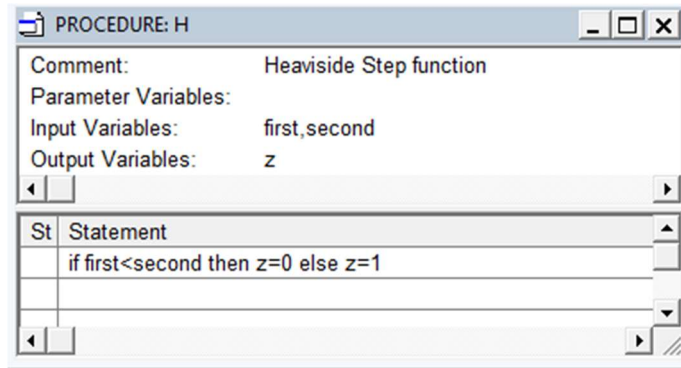 PROCEDURE: H
Comment: Heaviside Step function
Parameter Variables:
Input Variables: first,second
Output Variables: z
St Statement
if first<second then z=0 else z=1